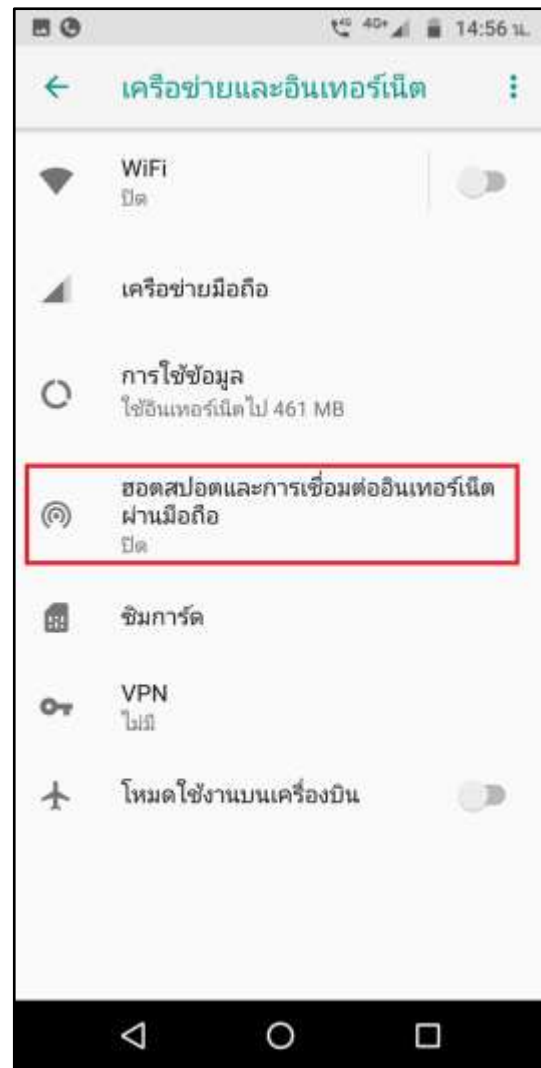 4G 4G+ 14:56 น.
เครือข่ายและอินเทอร์เน็ต
WiFi
ปิด
เครือข่ายมือถือ
การใช้ข้อมูล
ใช้อินเทอร์เน็ตไป 461 MB
ฮอตสปอตและการเชื่อมต่ออินเทอร์เน็ต
ผ่านมือถือ
ปิด
ซิมการ์ด
VPN
ไม่มี
โหมดใช้งานบนเครื่องบิน